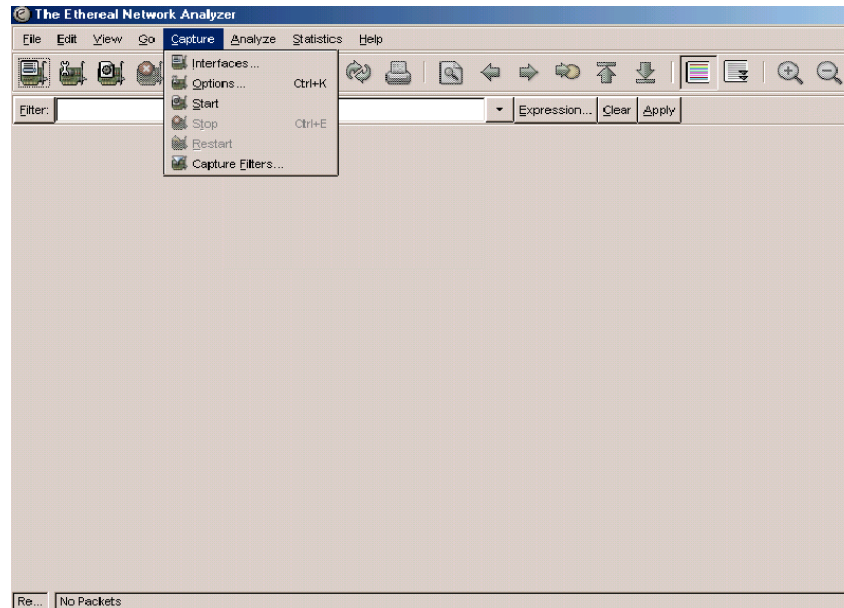 The Ethereal Network Analyzer
File Edit View Go Capture Analyze Statistics Help
Interfaces...
Options... Ctrl+K
Start
Stop Ctrl+E
Restart
Capture Filters...
Filter: Expression... Clear Apply
Re... No Packets